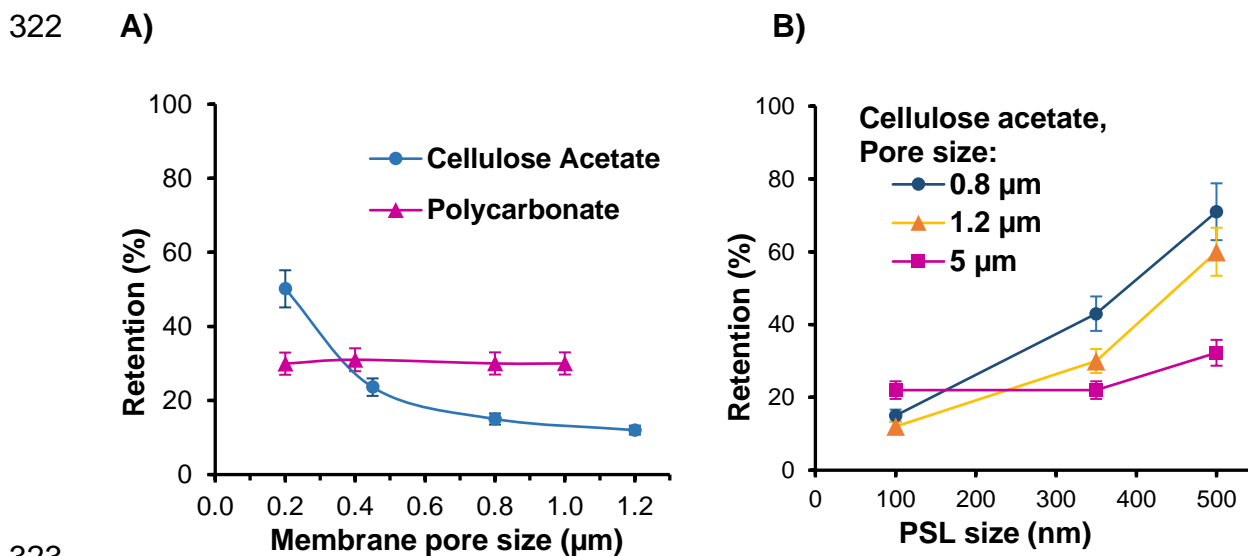 322 A) B)
100
80
60
40
20
0
Retention (%)
0.0 0.2 0.4 0.6 0.8 1.0 1.2
Membrane pore size (µm)
Cellulose Acetate
Polycarbonate
100
80
60
40
20
0
Retention (%)
0 100 200 300 400 500
PSL size (nm)
Cellulose acetate,
Pore size:
0.8 µm
1.2 µm
5 µm
323